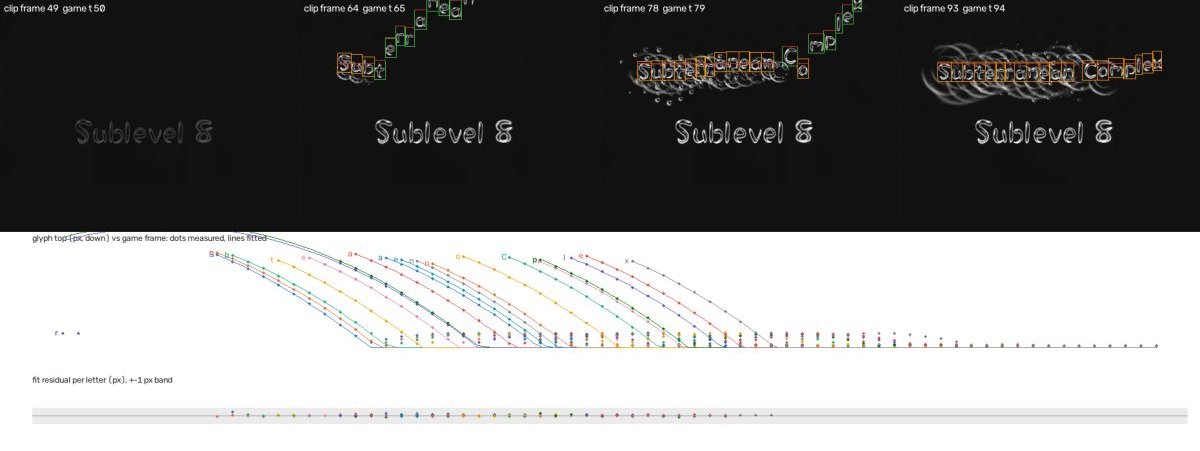 clip frame 49 game t 50
clip frame 64 game t 65
clip frame 78 game t 79
clip frame 93 game t 94
Subt e r r a n e a n
Subterranean C o m p l e x
Subterranean Complex
Sublevel 8
Sublevel 8
Sublevel 8
Sublevel 8
glyph top (px, down) vs game frame: dots measured, lines fitted
r
S u b t e r r a n e a n C o m p l e x
fit residual per letter (px), +-1 px band